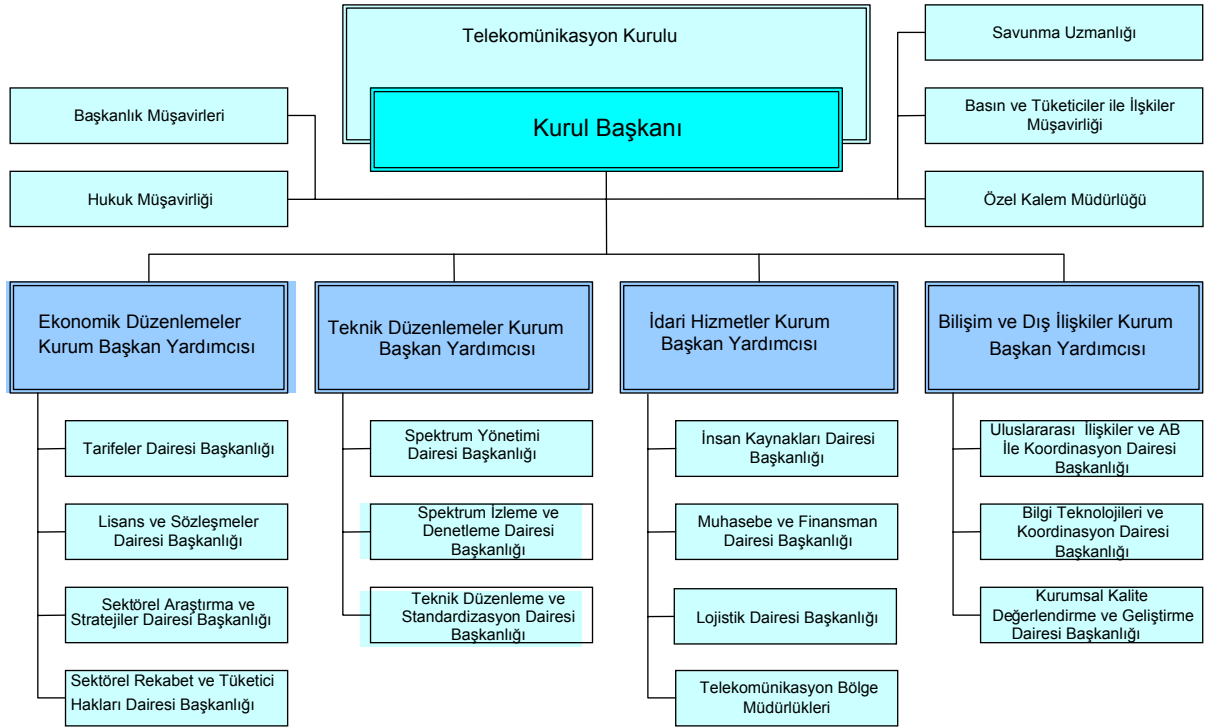 Telekomünikasyon Kurulu
Kurul Başkanı
Başkanlık Müşavirleri
Hukuk Müşavirliği
Savunma Uzmanlığı
Basın ve Tüketiciler ile İlşkiler
Müşavirliği
Özel Kalem Müdürlüğü
Ekonomik Düzenlemeler
Kurum Başkan Yardımcısı
Tarifeler Dairesi Başkanlığı
Lisans ve Sözleşmeler
Dairesi Başkanlığı
Sektörel Araştırma ve
Stratejiler Dairesi Başkanlığı
Sektörel Rekabet ve Tüketici
Hakları Dairesi Başkanlığı
Teknik Düzenlemeler Kurum
Başkan Yardımcısı
Spektrum Yönetimi
Dairesi Başkanlığı
Spektrum İzleme ve
Denetleme Dairesi
Başkanlığı
Teknik Düzenleme ve
Standardizasyon Dairesi
Başkanlığı
İdari Hizmetler Kurum
Başkan Yardımcısı
İnsan Kaynakları Dairesi
Başkanlığı
Muhasebe ve Finansman
Dairesi Başkanlığı
Lojistik Dairesi Başkanlığı
Telekomünikasyon Bölge
Müdürlükleri
Bilişim ve Dış İlişkiler Kurum
Başkan Yardımcısı
Uluslararası İlişkiler ve AB
İle Koordinasyon Dairesi
Başkanlığı
Bilgi Teknolojileri ve
Koordinasyon Dairesi
Başkanlığı
Kurumsal Kalite
Değerlendirme ve Geliştirme
Dairesi Başkanlığı